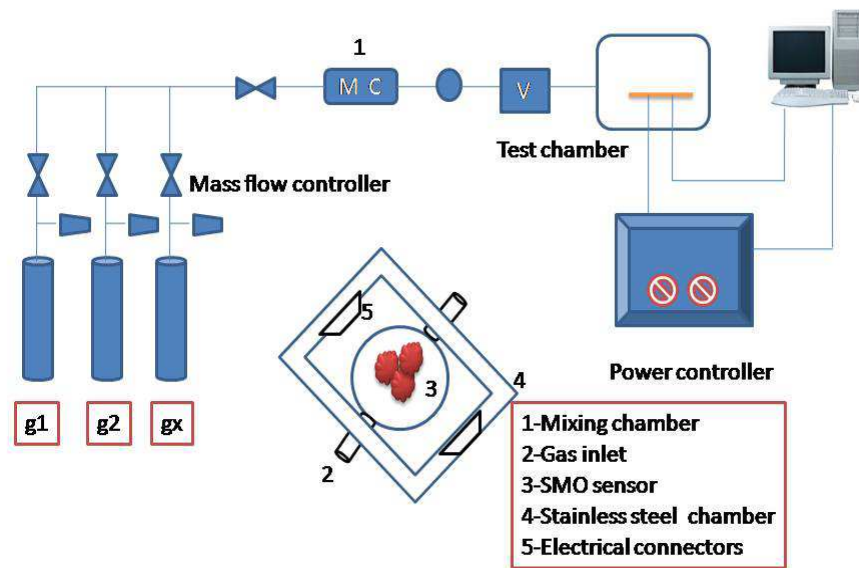 1
M C
V
Test chamber
Mass flow controller
5
3
4
2
Power controller
g1
g2
gx
1-Mixing chamber
2-Gas inlet
3-SMO sensor
4-Stainless steel chamber
5-Electrical connectors